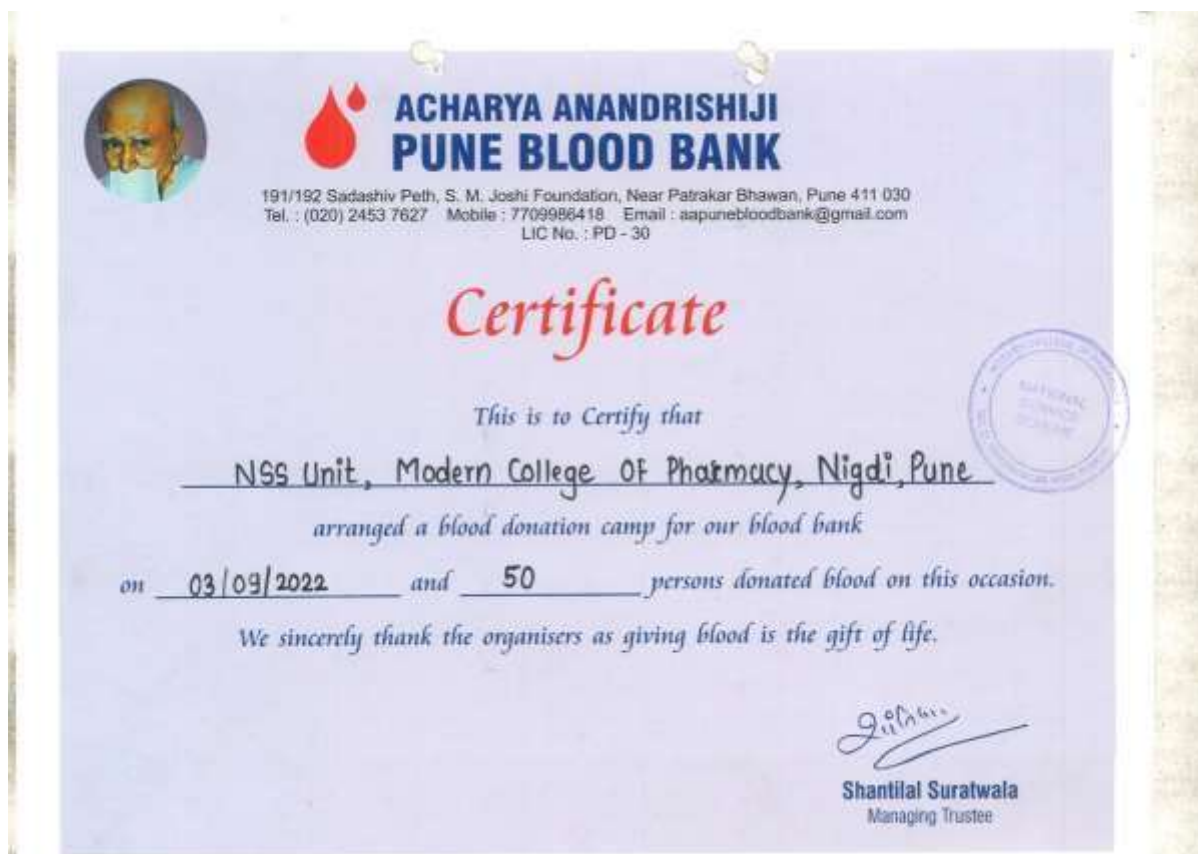 ACHARYA ANANDRISHIJI
PUNE BLOOD BANK
191/192 Sadashiv Peth, S. M. Joshi Foundation, Near Patrakar Bhawan, Pune 411 030
Tel. : (020) 2453 7627 Mobile : 7709986418 Email : aapunebloodbank@gmail.com
LIC No. : PD - 30
Certificate
NATIONAL
SERVICE
SCHEME
This is to Certify that
NSS Unit, Modern College OF Pharmacy, Nigdi, Pune
arranged a blood donation camp for our blood bank
on 03/09/2022 and 50 persons donated blood on this occasion.
We sincerely thank the organisers as giving blood is the gift of life.
Shantilal Suratwala
Managing Trustee